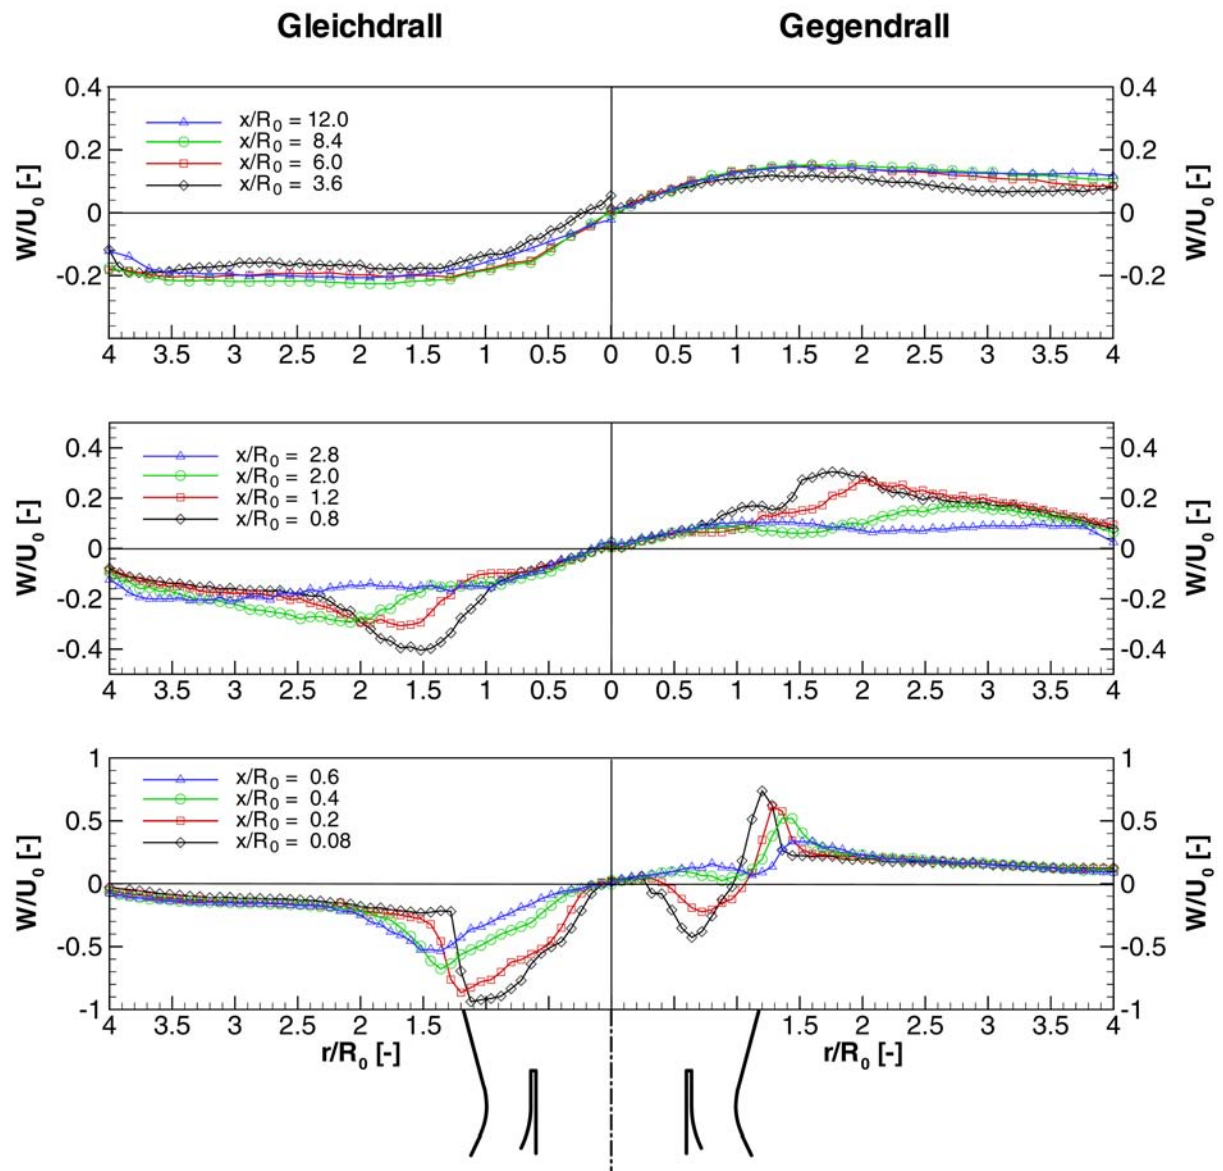 Gleichdrall Gegendrall
0.4 0.4
x/R0 = 12.0
x/R0 = 8.4
0.2 0.2
x/R0 = 6.0
x/R0 = 3.6
W/U0 [-] 0 0 W/U0 [-]
-0.2 -0.2
4 3.5 3 2.5 2 1.5 1 0.5 0 0.5 1 1.5 2 2.5 3 3.5 4
0.4 0.4
x/R0 = 2.8
x/R0 = 2.0
0.2 0.2
x/R0 = 1.2
x/R0 = 0.8
W/U0 [-] 0 0 W/U0 [-]
-0.2 -0.2
-0.4 -0.4
4 3.5 3 2.5 2 1.5 1 0.5 0 0.5 1 1.5 2 2.5 3 3.5 4
1 1
x/R0 = 0.6
x/R0 = 0.4
0.5 0.5
x/R0 = 0.2
x/R0 = 0.08
W/U0 [-] 0 0 W/U0 [-]
-0.5 -0.5
-1 -1
4 3.5 3 2.5 2 1.5 1.5 2 2.5 3 3.5 4
r/R0 [-] r/R0 [-]